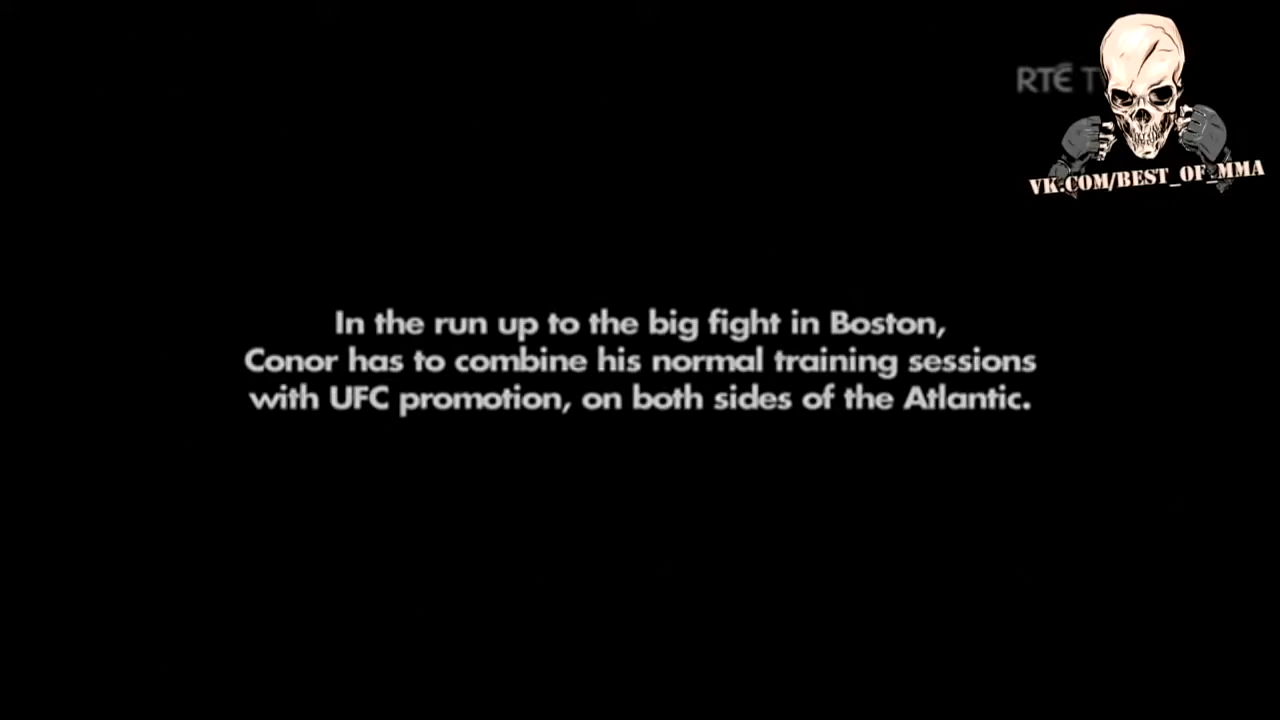 RTÉ
VK.COM/BEST_OF_MMA
In the run up to the big fight in Boston,
Conor has to combine his normal training sessions
with UFC promotion, on both sides of the Atlantic.